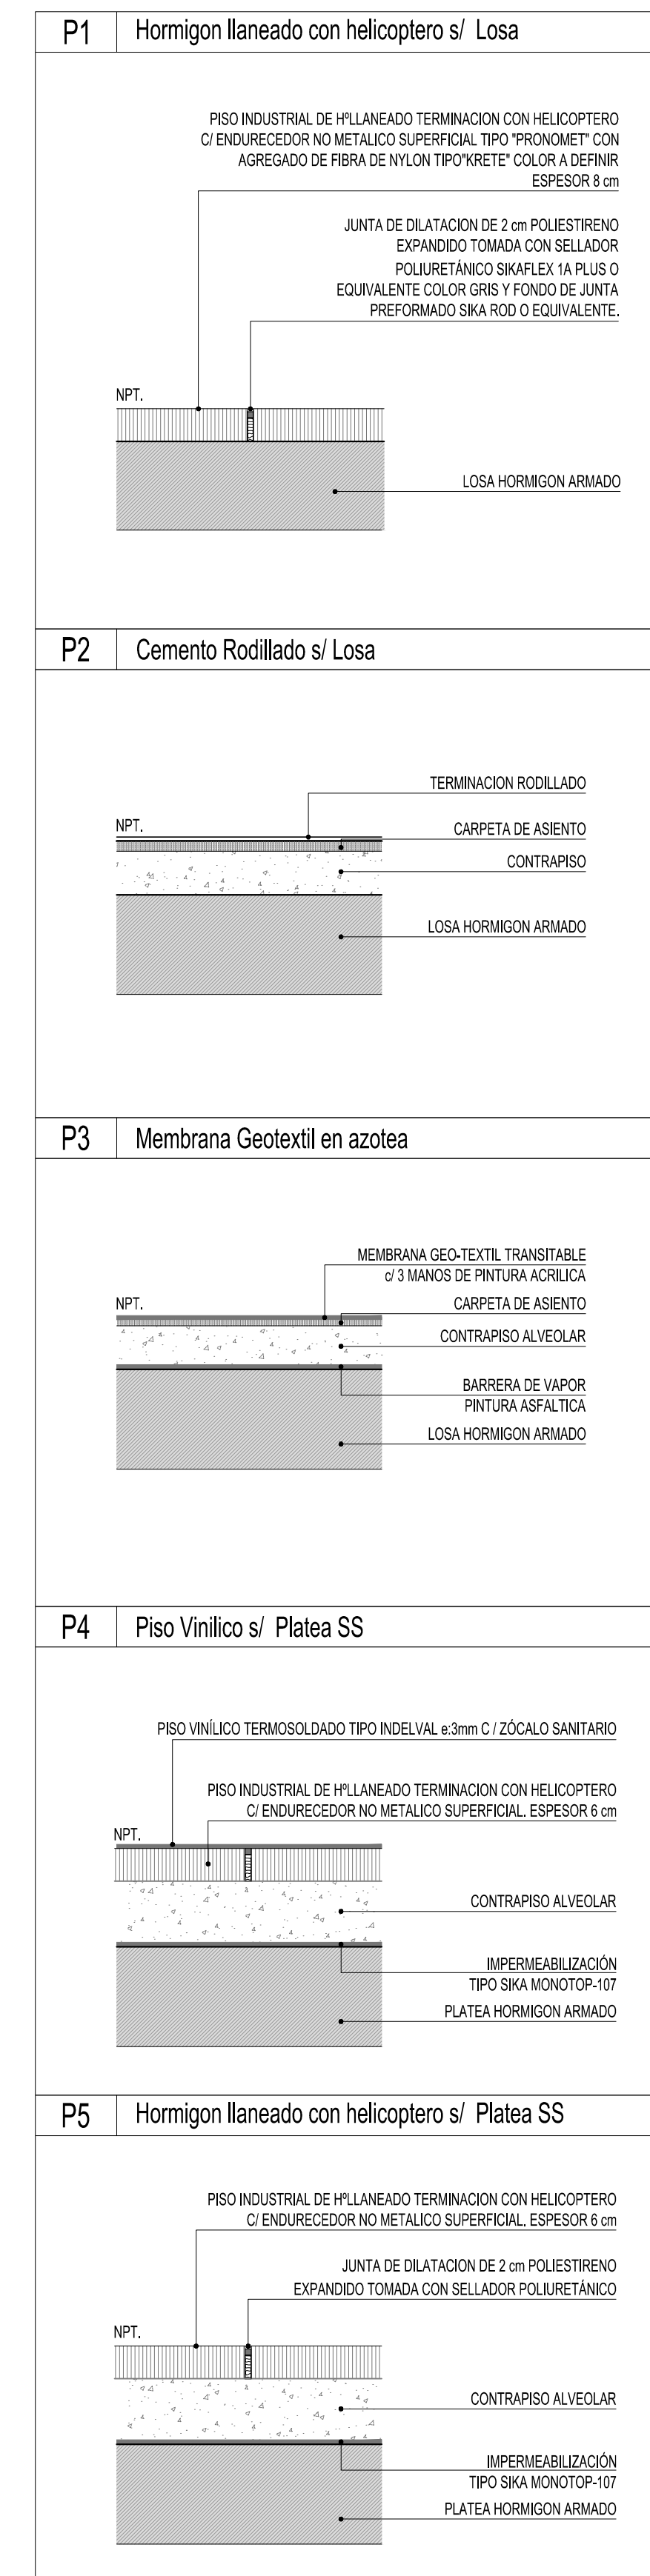 P1 Hormigon llaneado con helicoptero s/ Losa
PISO INDUSTRIAL DE HºLLANEADO TERMINACION CON HELICOPTERO
C/ ENDURECEDOR NO METALICO SUPERFICIAL TIPO "PRONOMET" CON
AGREGADO DE FIBRA DE NYLON TIPO"KRETE" COLOR A DEFINIR
ESPESOR 8 cm
JUNTA DE DILATACION DE 2 cm POLIESTIRENO
EXPANDIDO TOMADA CON SELLADOR
POLIURETÁNICO SIKAFLEX 1A PLUS O
EQUIVALENTE COLOR GRIS Y FONDO DE JUNTA
PREFORMADO SIKA ROD O EQUIVALENTE.
NPT.
LOSA HORMIGON ARMADO
P2 Cemento Rodillado s/ Losa
TERMINACION RODILLADO
NPT.
CARPETA DE ASIENTO
CONTRAPISO
LOSA HORMIGON ARMADO
P3 Membrana Geotextil en azotea
MEMBRANA GEO-TEXTIL TRANSITABLE
c/ 3 MANOS DE PINTURA ACRILICA
NPT.
CARPETA DE ASIENTO
CONTRAPISO ALVEOLAR
BARRERA DE VAPOR
PINTURA ASFALTICA
LOSA HORMIGON ARMADO
P4 Piso Vinilico s/ Platea SS
PISO VINÍLICO TERMOSOLDADO TIPO INDELVAL e:3mm C / ZÓCALO SANITARIO
PISO INDUSTRIAL DE HºLLANEADO TERMINACION CON HELICOPTERO
C/ ENDURECEDOR NO METALICO SUPERFICIAL. ESPESOR 6 cm
NPT.
CONTRAPISO ALVEOLAR
IMPERMEABILIZACIÓN
TIPO SIKA MONOTOP-107
PLATEA HORMIGON ARMADO
P5 Hormigon llaneado con helicoptero s/ Platea SS
PISO INDUSTRIAL DE HºLLANEADO TERMINACION CON HELICOPTERO
C/ ENDURECEDOR NO METALICO SUPERFICIAL. ESPESOR 6 cm
JUNTA DE DILATACION DE 2 cm POLIESTIRENO
EXPANDIDO TOMADA CON SELLADOR POLIURETÁNICO
NPT.
CONTRAPISO ALVEOLAR
IMPERMEABILIZACIÓN
TIPO SIKA MONOTOP-107
PLATEA HORMIGON ARMADO